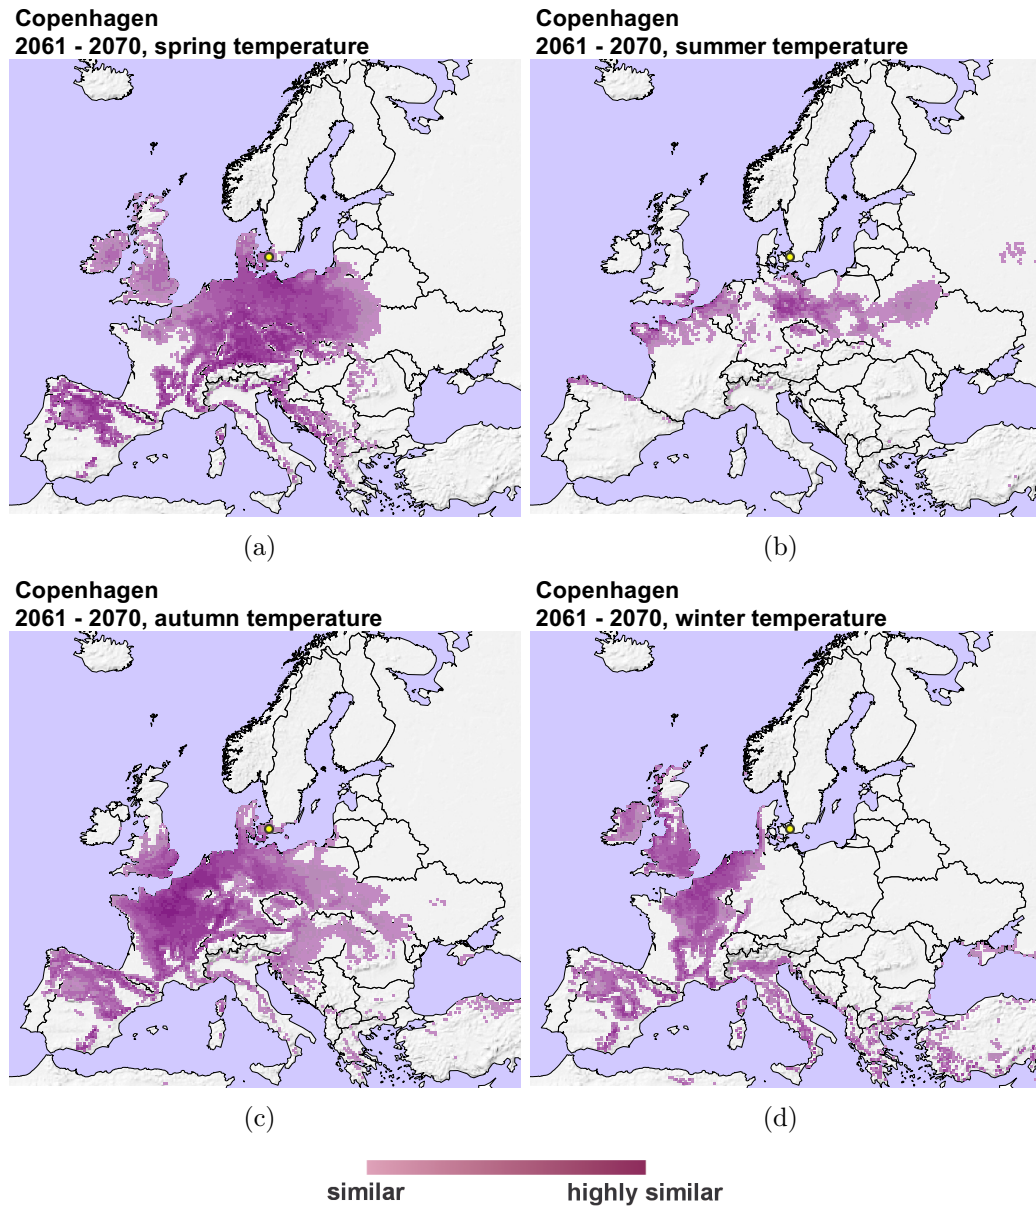 Copenhagen
2061 - 2070, spring temperature
Copenhagen
2061 - 2070, summer temperature
(a)
(b)
Copenhagen
2061 - 2070, autumn temperature
Copenhagen
2061 - 2070, winter temperature
(c)
(d)
similar
highly similar